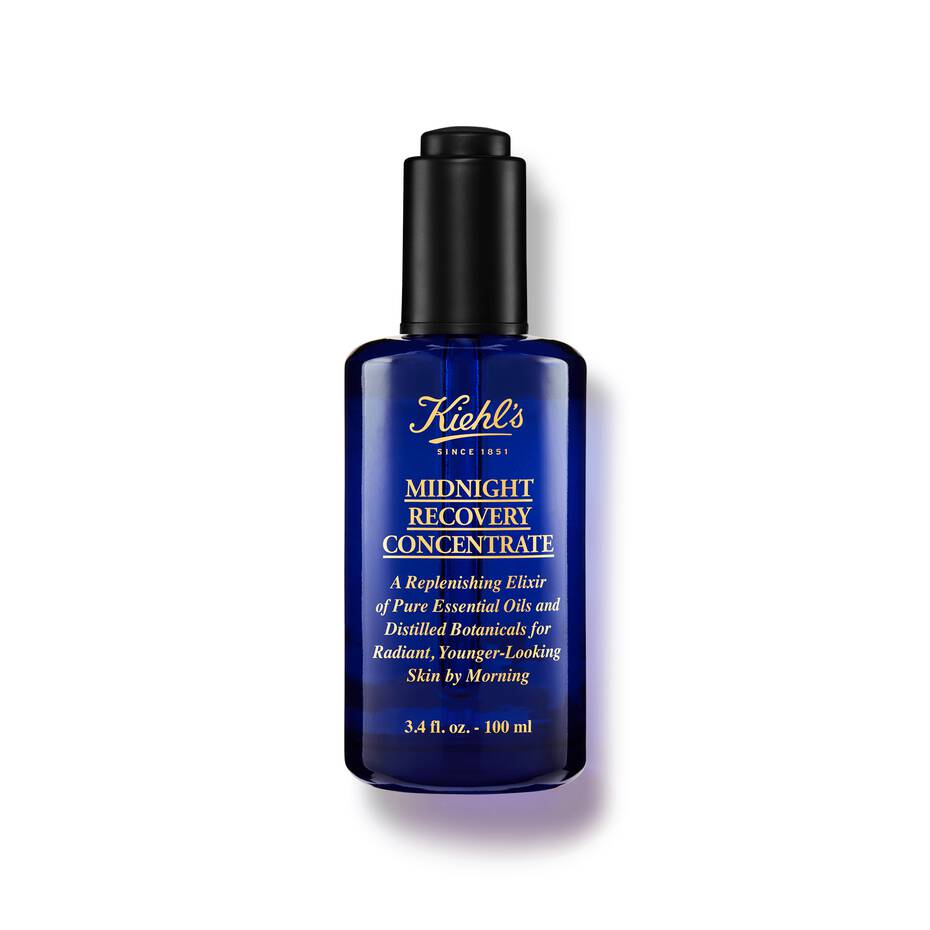 Kiehl's
SINCE 1851
MIDNIGHT
RECOVERY
CONCENTRATE
A Replenishing Elixir
of Pure Essential Oils and
Distilled Botanicals for
Radiant, Younger-Looking
Skin by Morning
3.4 fl. oz. - 100 ml